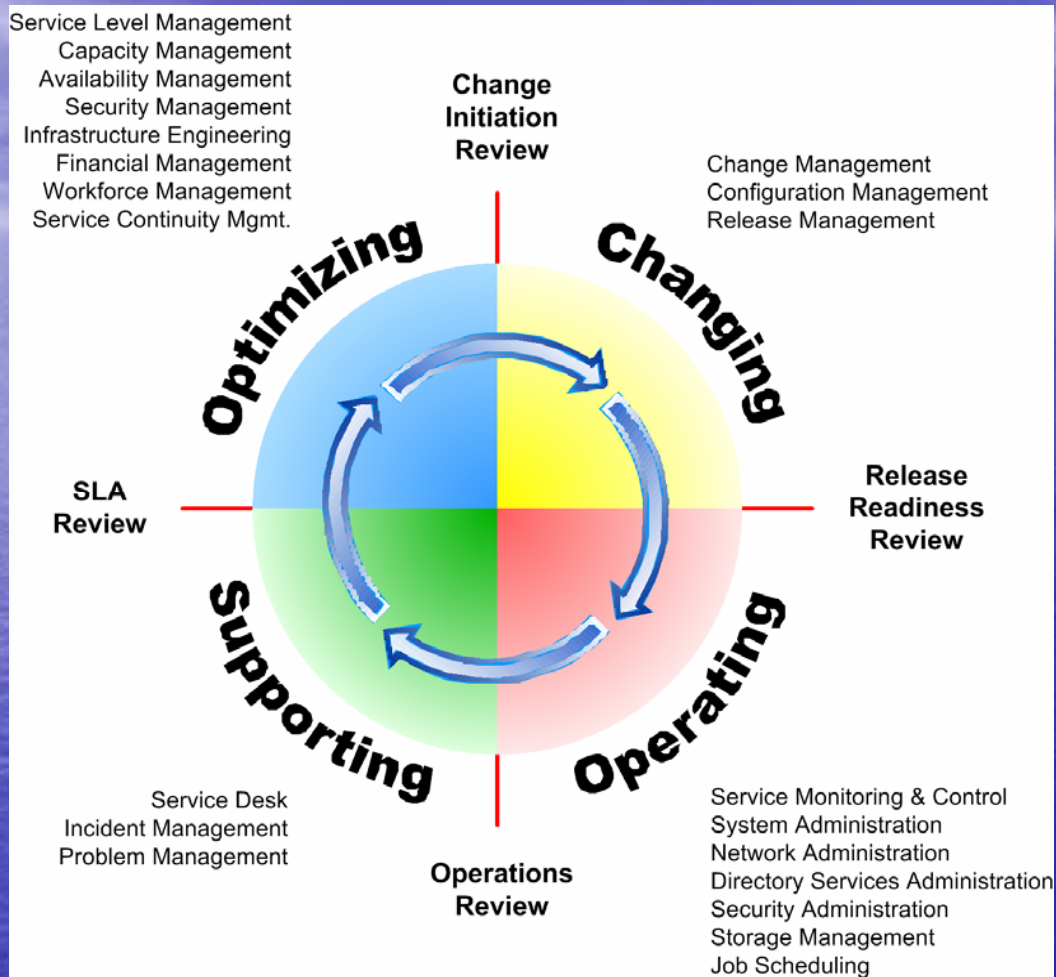 Service Level Management
Capacity Management
Availability Management
Security Management
Infrastructure Engineering
Financial Management
Workforce Management
Service Continuity Mgmt.
Change
Initiation
Review
Change Management
Configuration Management
Release Management
Optimizing
Changing
SLA
Review
Release
Readiness
Review
Supporting
Operating
Service Desk
Incident Management
Problem Management
Operations
Review
Service Monitoring & Control
System Administration
Network Administration
Directory Services Administration
Security Administration
Storage Management
Job Scheduling